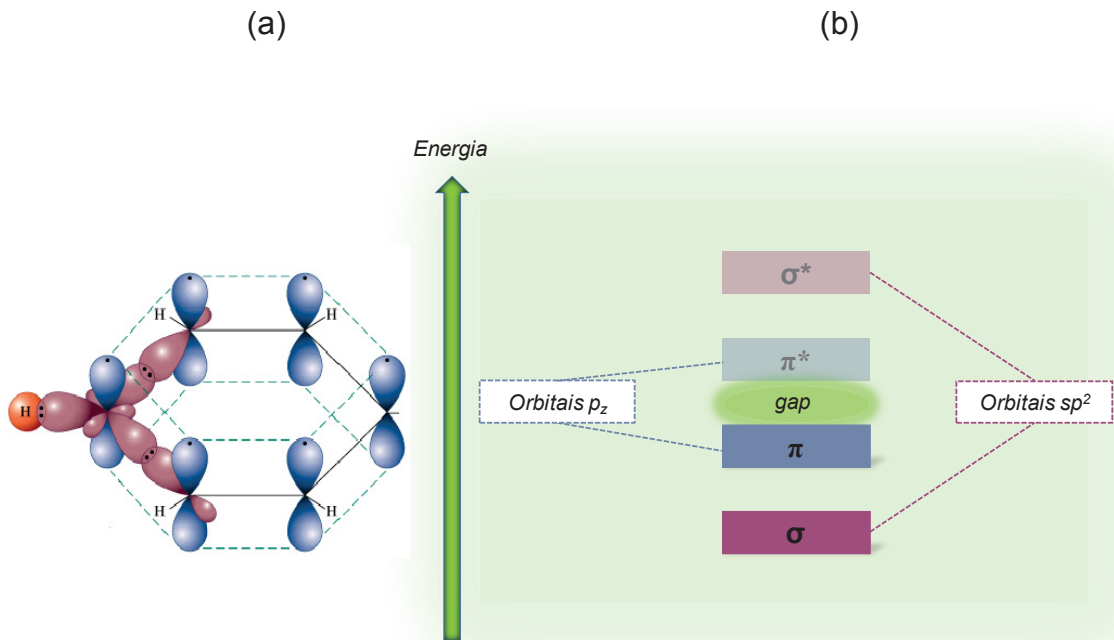 (a)
(b)
Energia
σ*
π*
Orbitais pz
gap
Orbitais sp²
π
σ
H
H
H
H
H